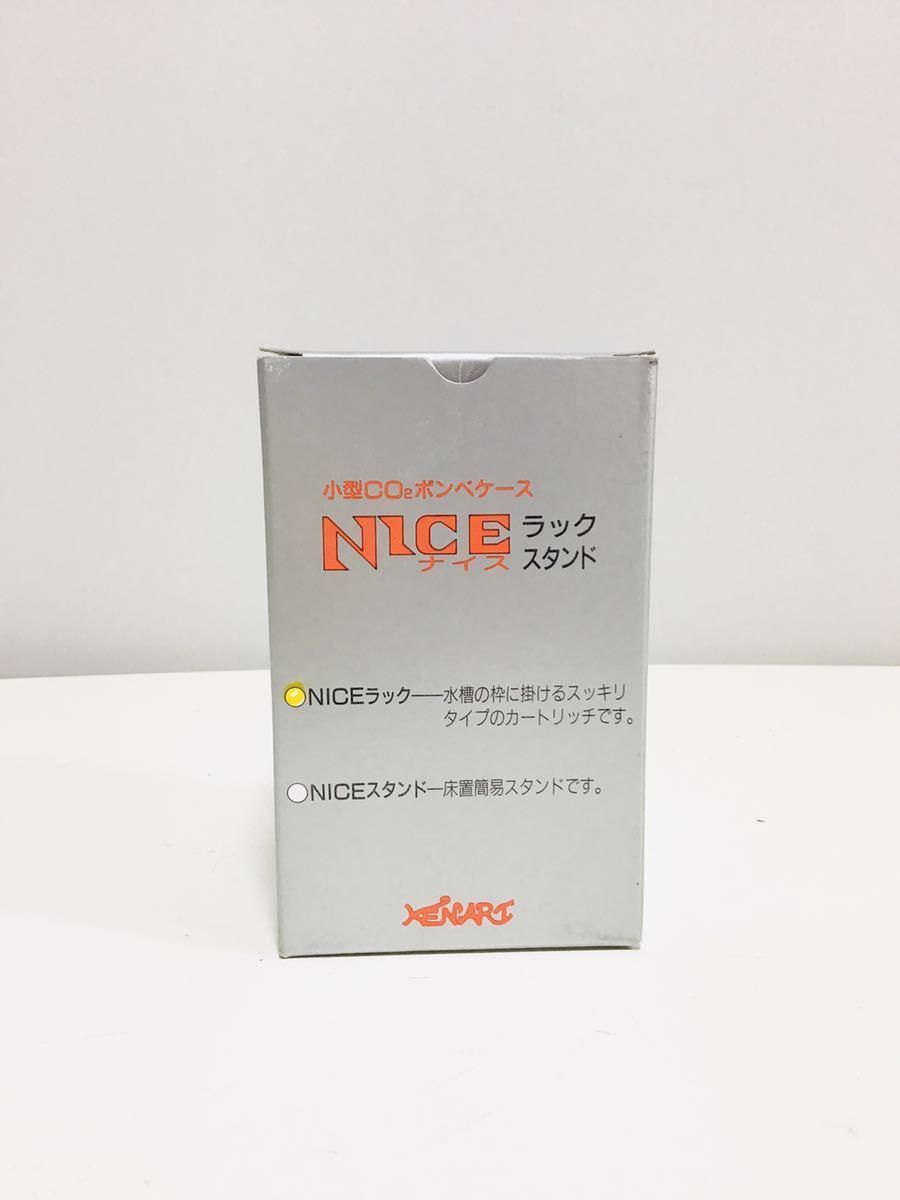 小型CO₂ボンベケース
NICE ラック
ナイス スタンド
NICEラック――水槽の枠に掛けるスッキリ
タイプのカートリッチです。
NICEスタンド―床置簡易スタンドです。
KENART